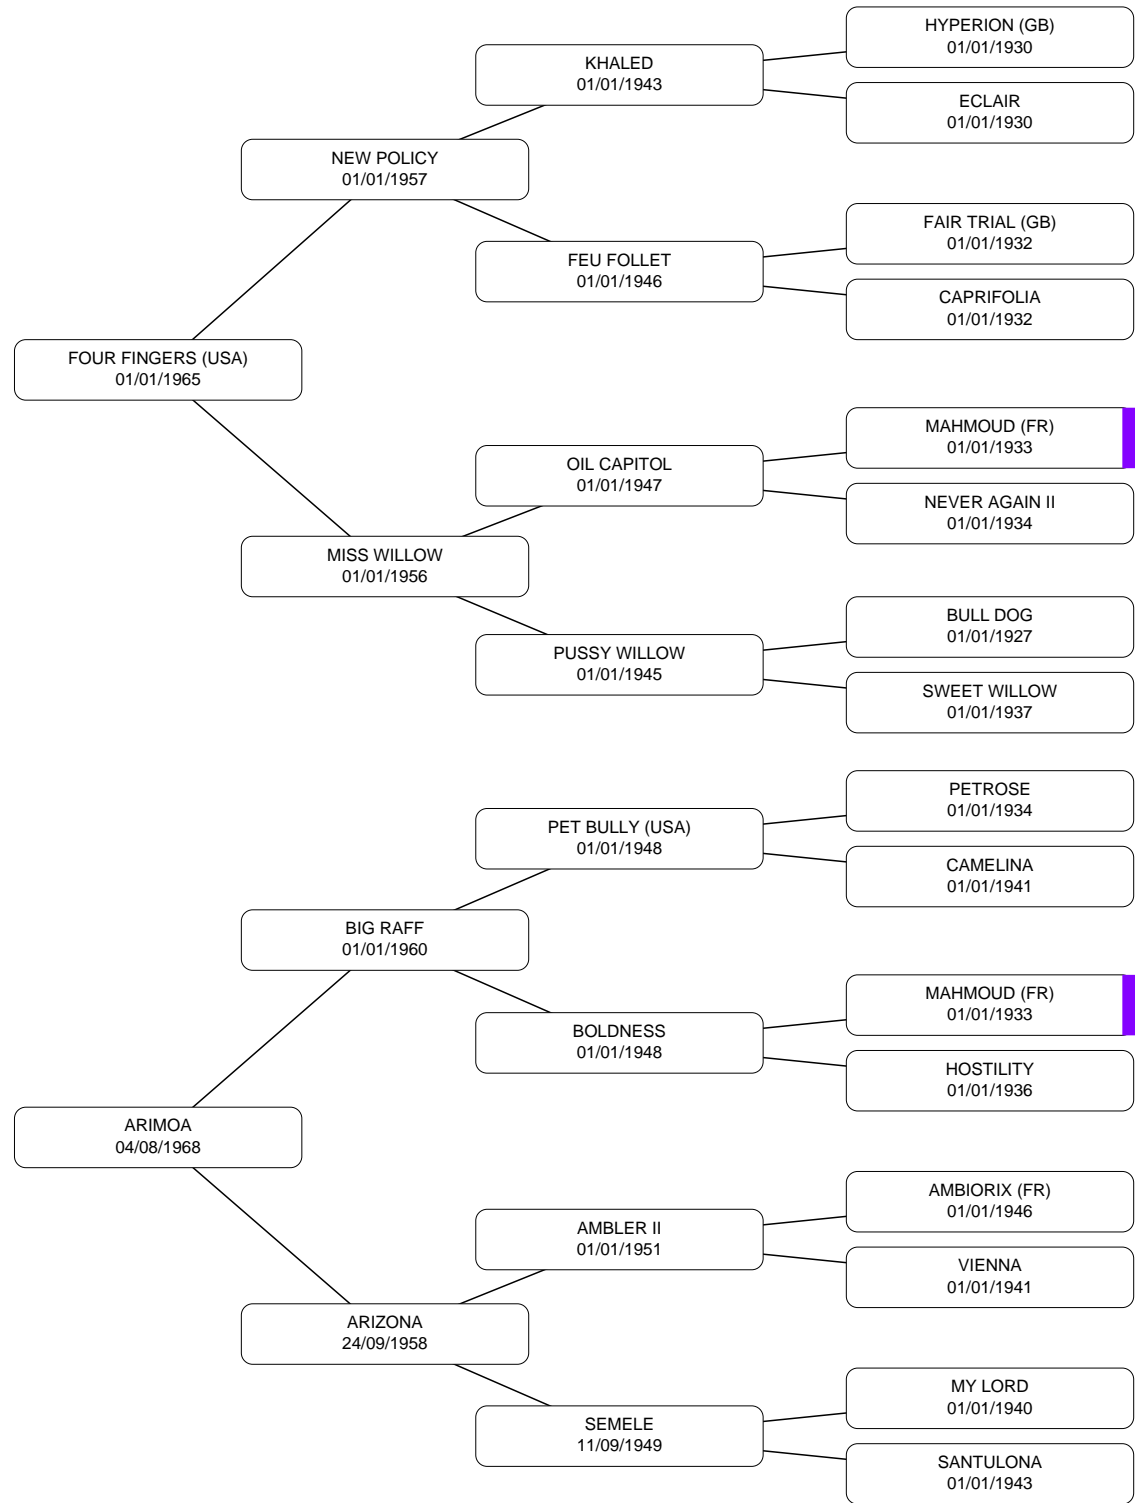 HYPERION (GB)
01/01/1930
KHALED
01/01/1943
ECLAIR
01/01/1930
NEW POLICY
01/01/1957
FAIR TRIAL (GB)
01/01/1932
FEU FOLLET
01/01/1946
CAPRIFOLIA
01/01/1932
FOUR FINGERS (USA)
01/01/1965
MAHMOUD (FR)
01/01/1933
OIL CAPITOL
01/01/1947
NEVER AGAIN II
01/01/1934
MISS WILLOW
01/01/1956
BULL DOG
01/01/1927
PUSSY WILLOW
01/01/1945
SWEET WILLOW
01/01/1937
PETROSE
01/01/1934
PET BULLY (USA)
01/01/1948
CAMELINA
01/01/1941
BIG RAFF
01/01/1960
MAHMOUD (FR)
01/01/1933
BOLDNESS
01/01/1948
HOSTILITY
01/01/1936
ARIMOA
04/08/1968
AMBIORIX (FR)
01/01/1946
AMBLER II
01/01/1951
VIENNA
01/01/1941
ARIZONA
24/09/1958
MY LORD
01/01/1940
SEMELE
11/09/1949
SANTULONA
01/01/1943